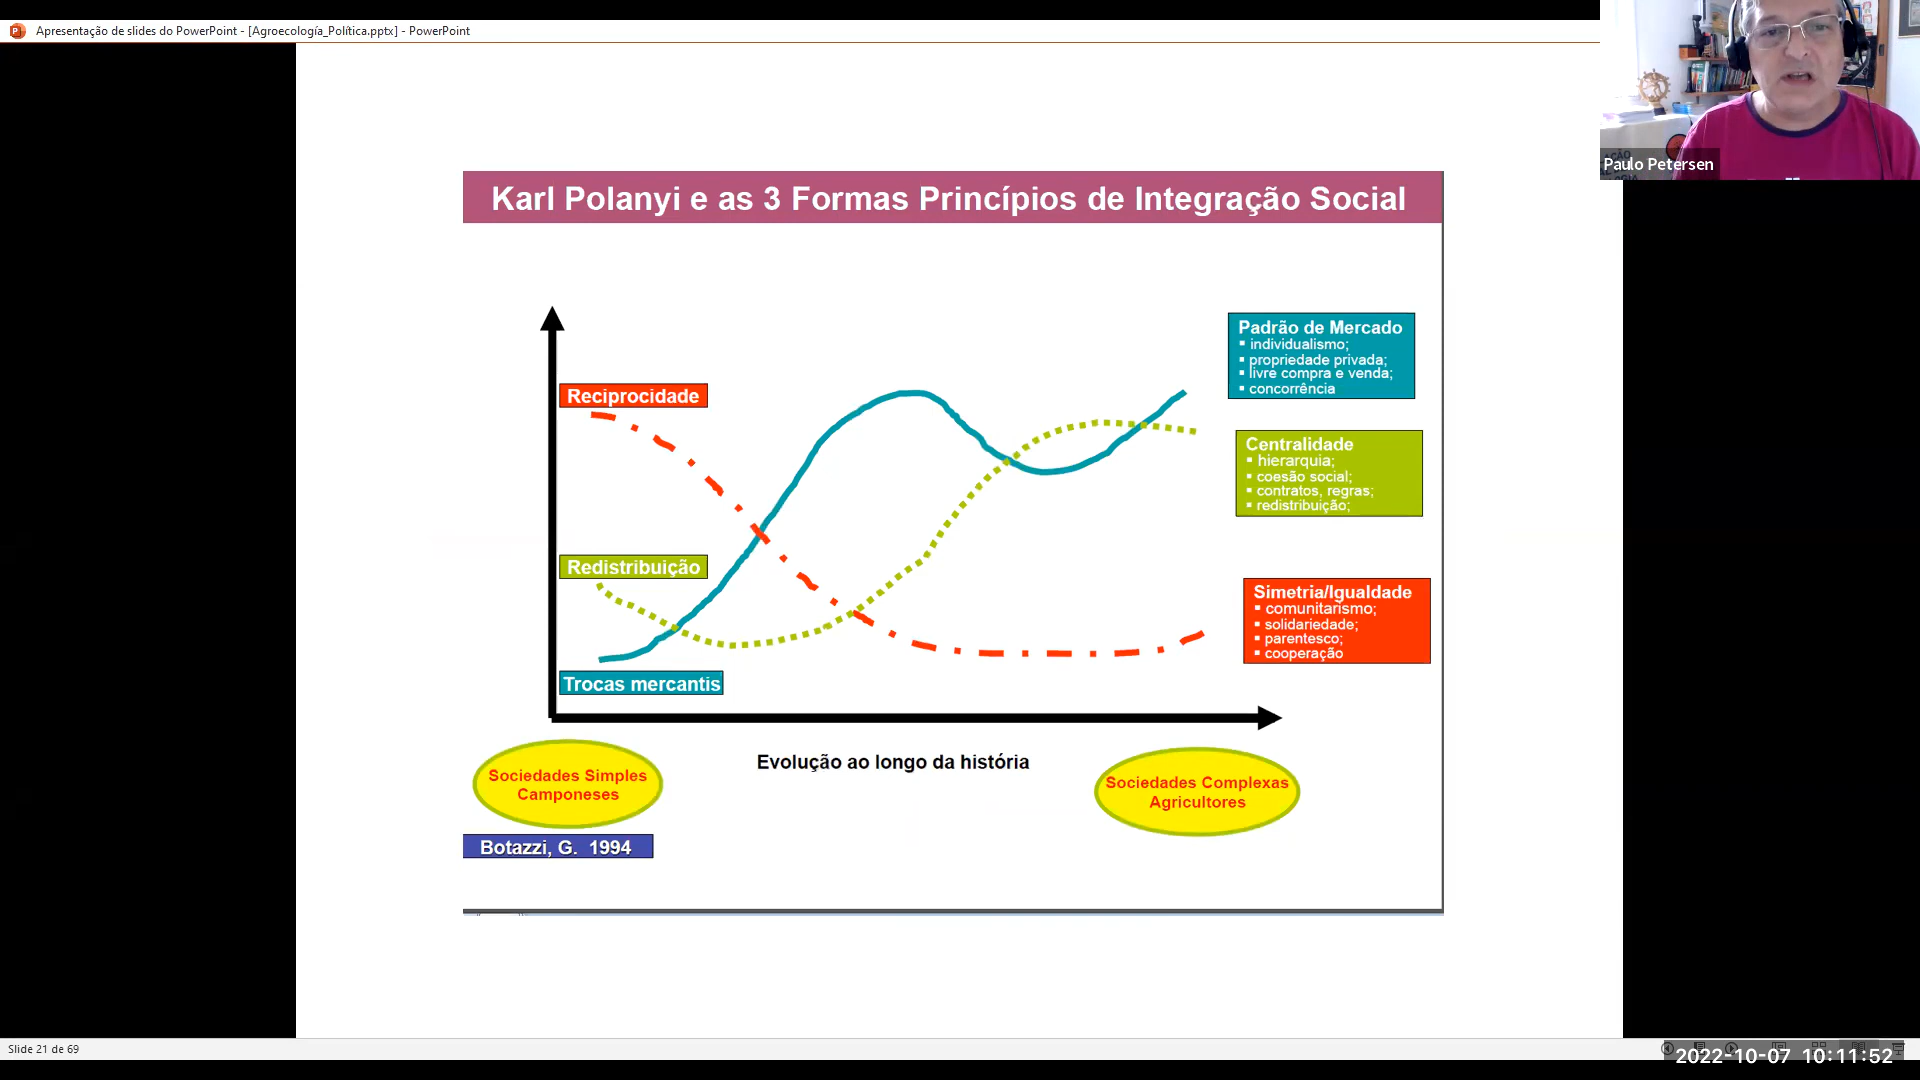 Apresentação de slides do PowerPoint - [Agroecología_Política.pptx] - PowerPoint
Paulo Petersen
Karl Polanyi e as 3 Formas Princípios de Integração Social
Padrão de Mercado
▪ individualismo;
▪ propriedade privada;
▪ livre compra e venda;
▪ concorrência
Reciprocidade
Centralidade
▪ hierarquia;
▪ coesão social;
▪ contratos, regras;
▪ redistribuição;
Redistribuição
Simetria/Igualdade
▪ comunitarismo;
▪ solidariedade;
▪ parentesco;
▪ cooperação
Trocas mercantis
Evolução ao longo da história
Sociedades Simples
Camponeses
Sociedades Complexas
Agricultores
Botazzi, G. 1994
Slide 21 de 69
2022-10-07 10:11:52